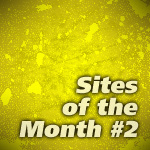 Sites
of the
Month #2